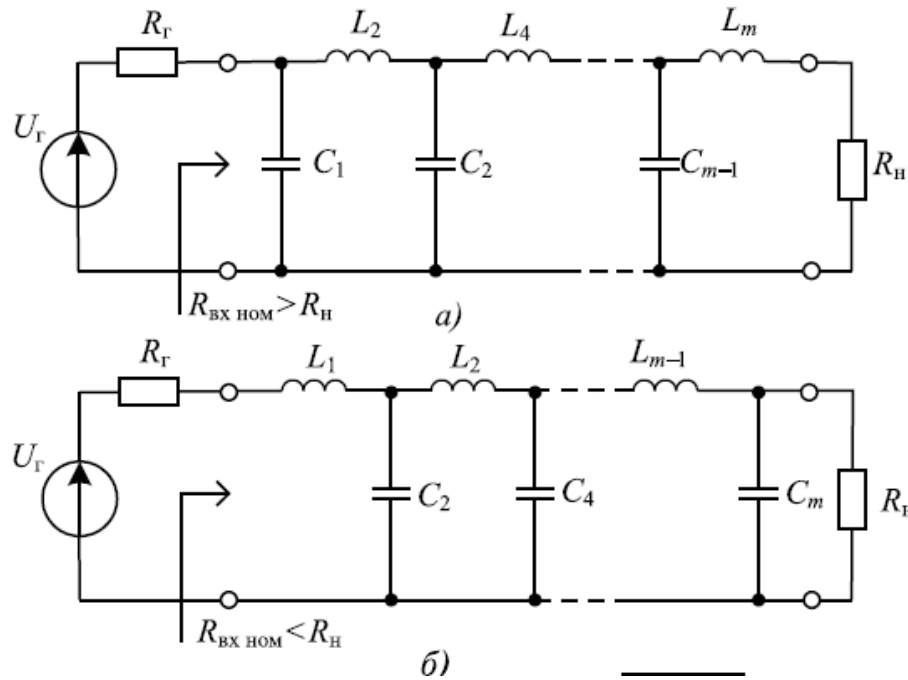 Rг
L2
L4
Lm
Uг
C1
C2
Cm–1
Rн
Rвх ном>Rн
а)
Rг
L1
L2
Lm–1
Uг
C2
C4
Cm
Rн
Rвх ном<Rн
б)